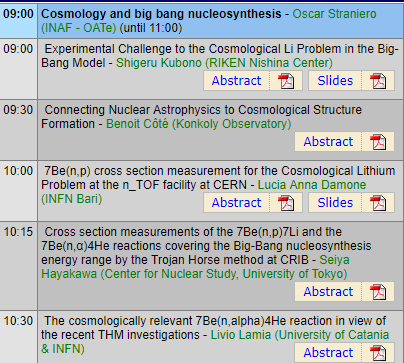 09:00 Cosmology and big bang nucleosynthesis - Oscar Straniero
(INAF - OATe) (until 11:00)
09:00 Experimental Challenge to the Cosmological Li Problem in the Big-
Bang Model - Shigeru Kubono (RIKEN Nishina Center)
Abstract Slides
09:30 Connecting Nuclear Astrophysics to Cosmological Structure
Formation - Benoit Côté (Konkoly Observatory)
Abstract
10:00 7Be(n,p) cross section measurement for the Cosmological Lithium
Problem at the n_TOF facility at CERN - Lucia Anna Damone
(INFN Bari)
Abstract Slides
10:15 Cross section measurements of the 7Be(n,p)7Li and the
7Be(n,α)4He reactions covering the Big-Bang nucleosynthesis
energy range by the Trojan Horse method at CRIB - Seiya
Hayakawa (Center for Nuclear Study, University of Tokyo)
Abstract
10:30 The cosmologically relevant 7Be(n,alpha)4He reaction in view of
the recent THM investigations - Livio Lamia (University of Catania
& INFN)
Abstract Slides